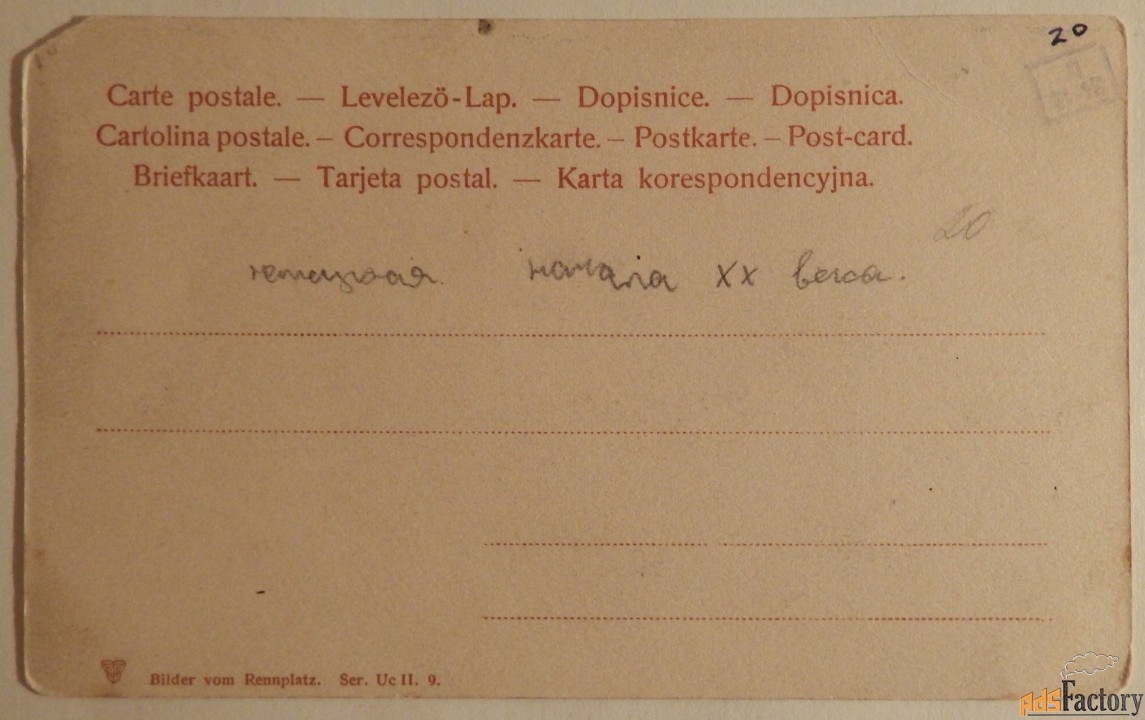 20
Carte postale. — Levelezö-Lap. — Dopisnice. — Dopisnica.
Cartolina postale. – Correspondenzkarte. – Postkarte. – Post-card.
Briefkaart. — Tarjeta postal. — Karta korespondencyjna.
20
начала XX века.
Bilder vom Rennplatz. Ser. Uc II. 9.
AdsFactory